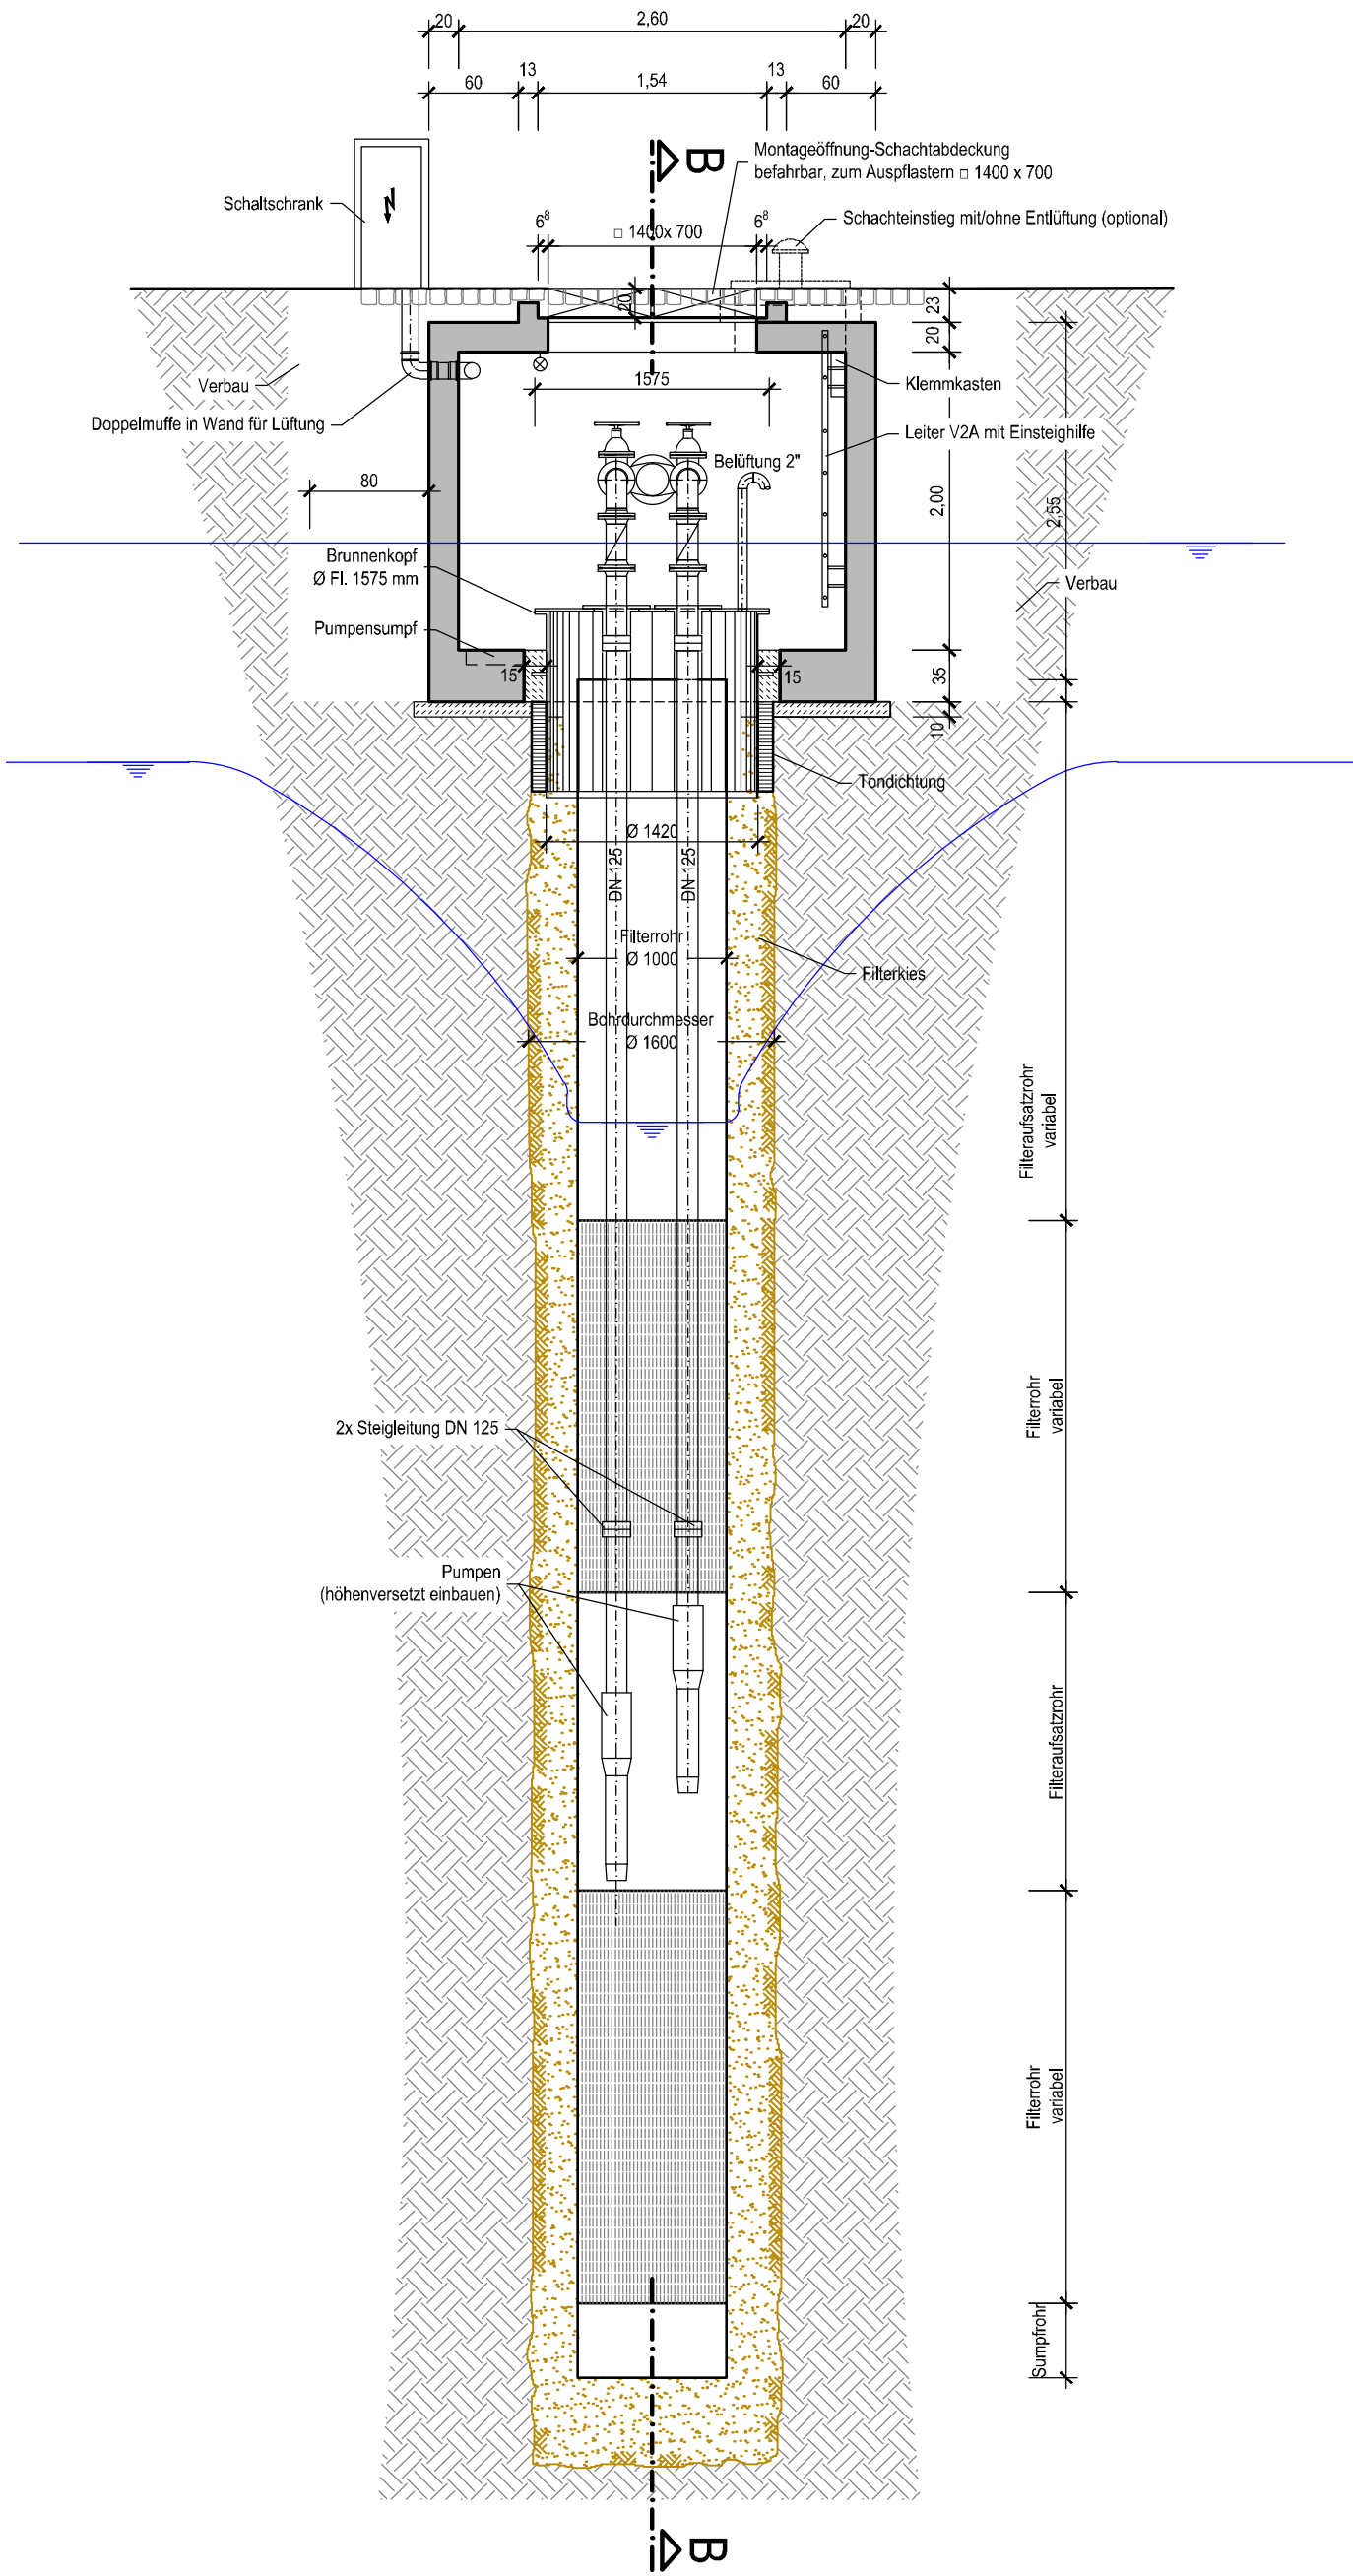 20
2,60
20
60
13
1,54
13
60
B
Montageöffnung-Schachtabdeckung
befahrbar, zum Auspflastern □ 1400 x 700
Schaltschrank
6⁸
□ 1400x 700
6⁸
Schachteinstieg mit/ohne Entlüftung (optional)
20
23
20
Verbau
1575
Klemmkasten
Doppelmuffe in Wand für Lüftung
Leiter V2A mit Einsteighilfe
Belüftung 2"
80
2,00
2,55
Brunnenkopf
Ø Fl. 1575 mm
Verbau
Pumpensumpf
15
15
35
10
Tondichtung
Ø 1420
DN 125
DN 125
Filterrohr
Ø 1000
Filterkies
Bohrdurchmesser
Ø 1600
Filteraufsatzrohr
variabel
Filterrohr
variabel
2x Steigleitung DN 125
Pumpen
(höhenversetzt einbauen)
Filteraufsatzrohr
Filterrohr
variabel
Sumpfrohr
B